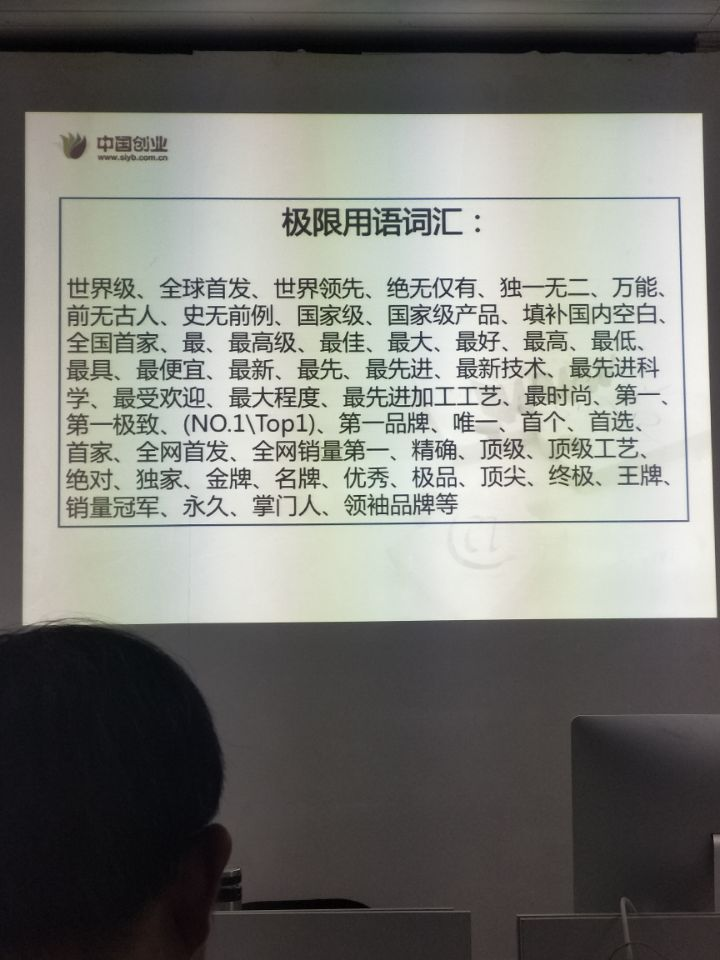 中国创业
www.siyb.com.cn
极限用语词汇：
世界级、全球首发、世界领先、绝无仅有、独一无二、万能、
前无古人、史无前例、国家级、国家级产品、填补国内空白、
全国首家、最、最高级、最佳、最大、最好、最高、最低、
最具、最便宜、最新、最先、最先进、最新技术、最先进科
学、最受欢迎、最大程度、最先进加工工艺、最时尚、第一、
第一极致、(NO.1\Top1)、第一品牌、唯一、首个、首选、
首家、全网首发、全网销量第一、精确、顶级、顶级工艺、
绝对、独家、金牌、名牌、优秀、极品、顶尖、终极、王牌、
销量冠军、永久、掌门人、领袖品牌等